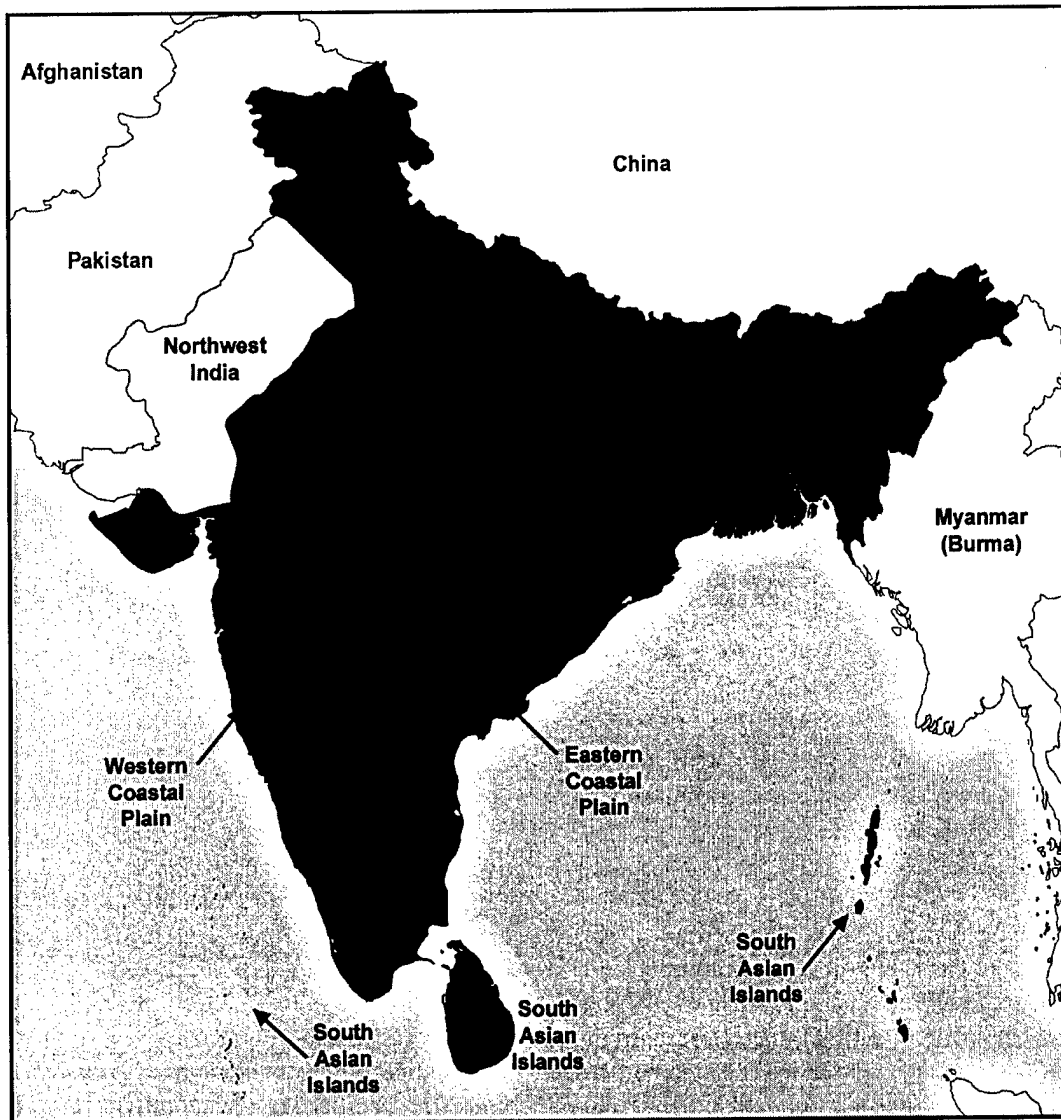 Afghanistan
China
Pakistan
Northwest
India
Myanmar
(Burma)
Western
Coastal
Plain
Eastern
Coastal
Plain
South
Asian
Islands
South
Asian
Islands
South
Asian
Islands